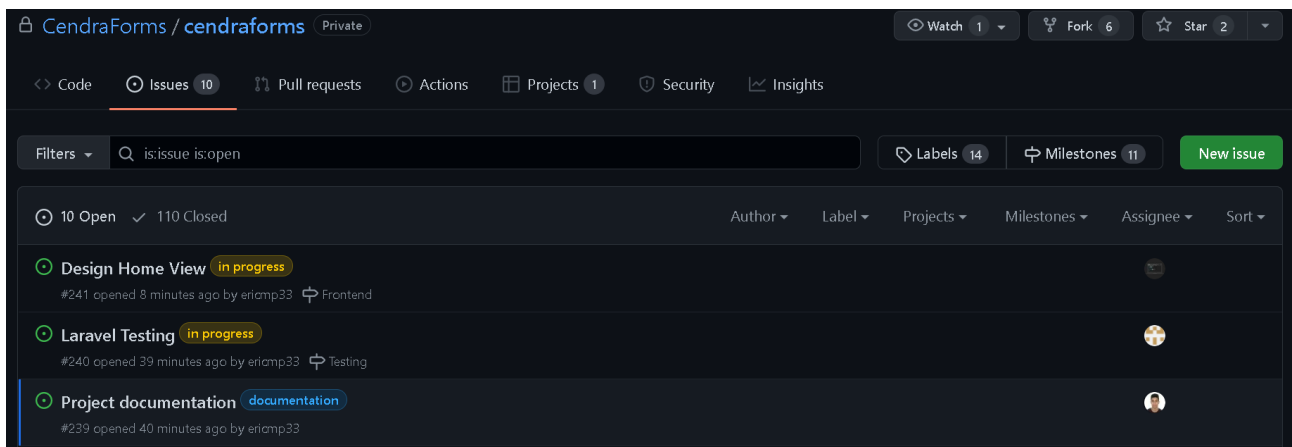 CendraForms / cendraforms Private Watch 1 Fork 6 Star 2
Code Issues 10 Pull requests Actions Projects 1 Security Insights
Filters is:issue is:open Labels 14 Milestones 11 New issue
10 Open 110 Closed Author Label Projects Milestones Assignee Sort
Design Home View in progress
#241 opened 8 minutes ago by ericmp33 Frontend
Laravel Testing in progress
#240 opened 39 minutes ago by ericmp33 Testing
Project documentation documentation
#239 opened 40 minutes ago by ericmp33